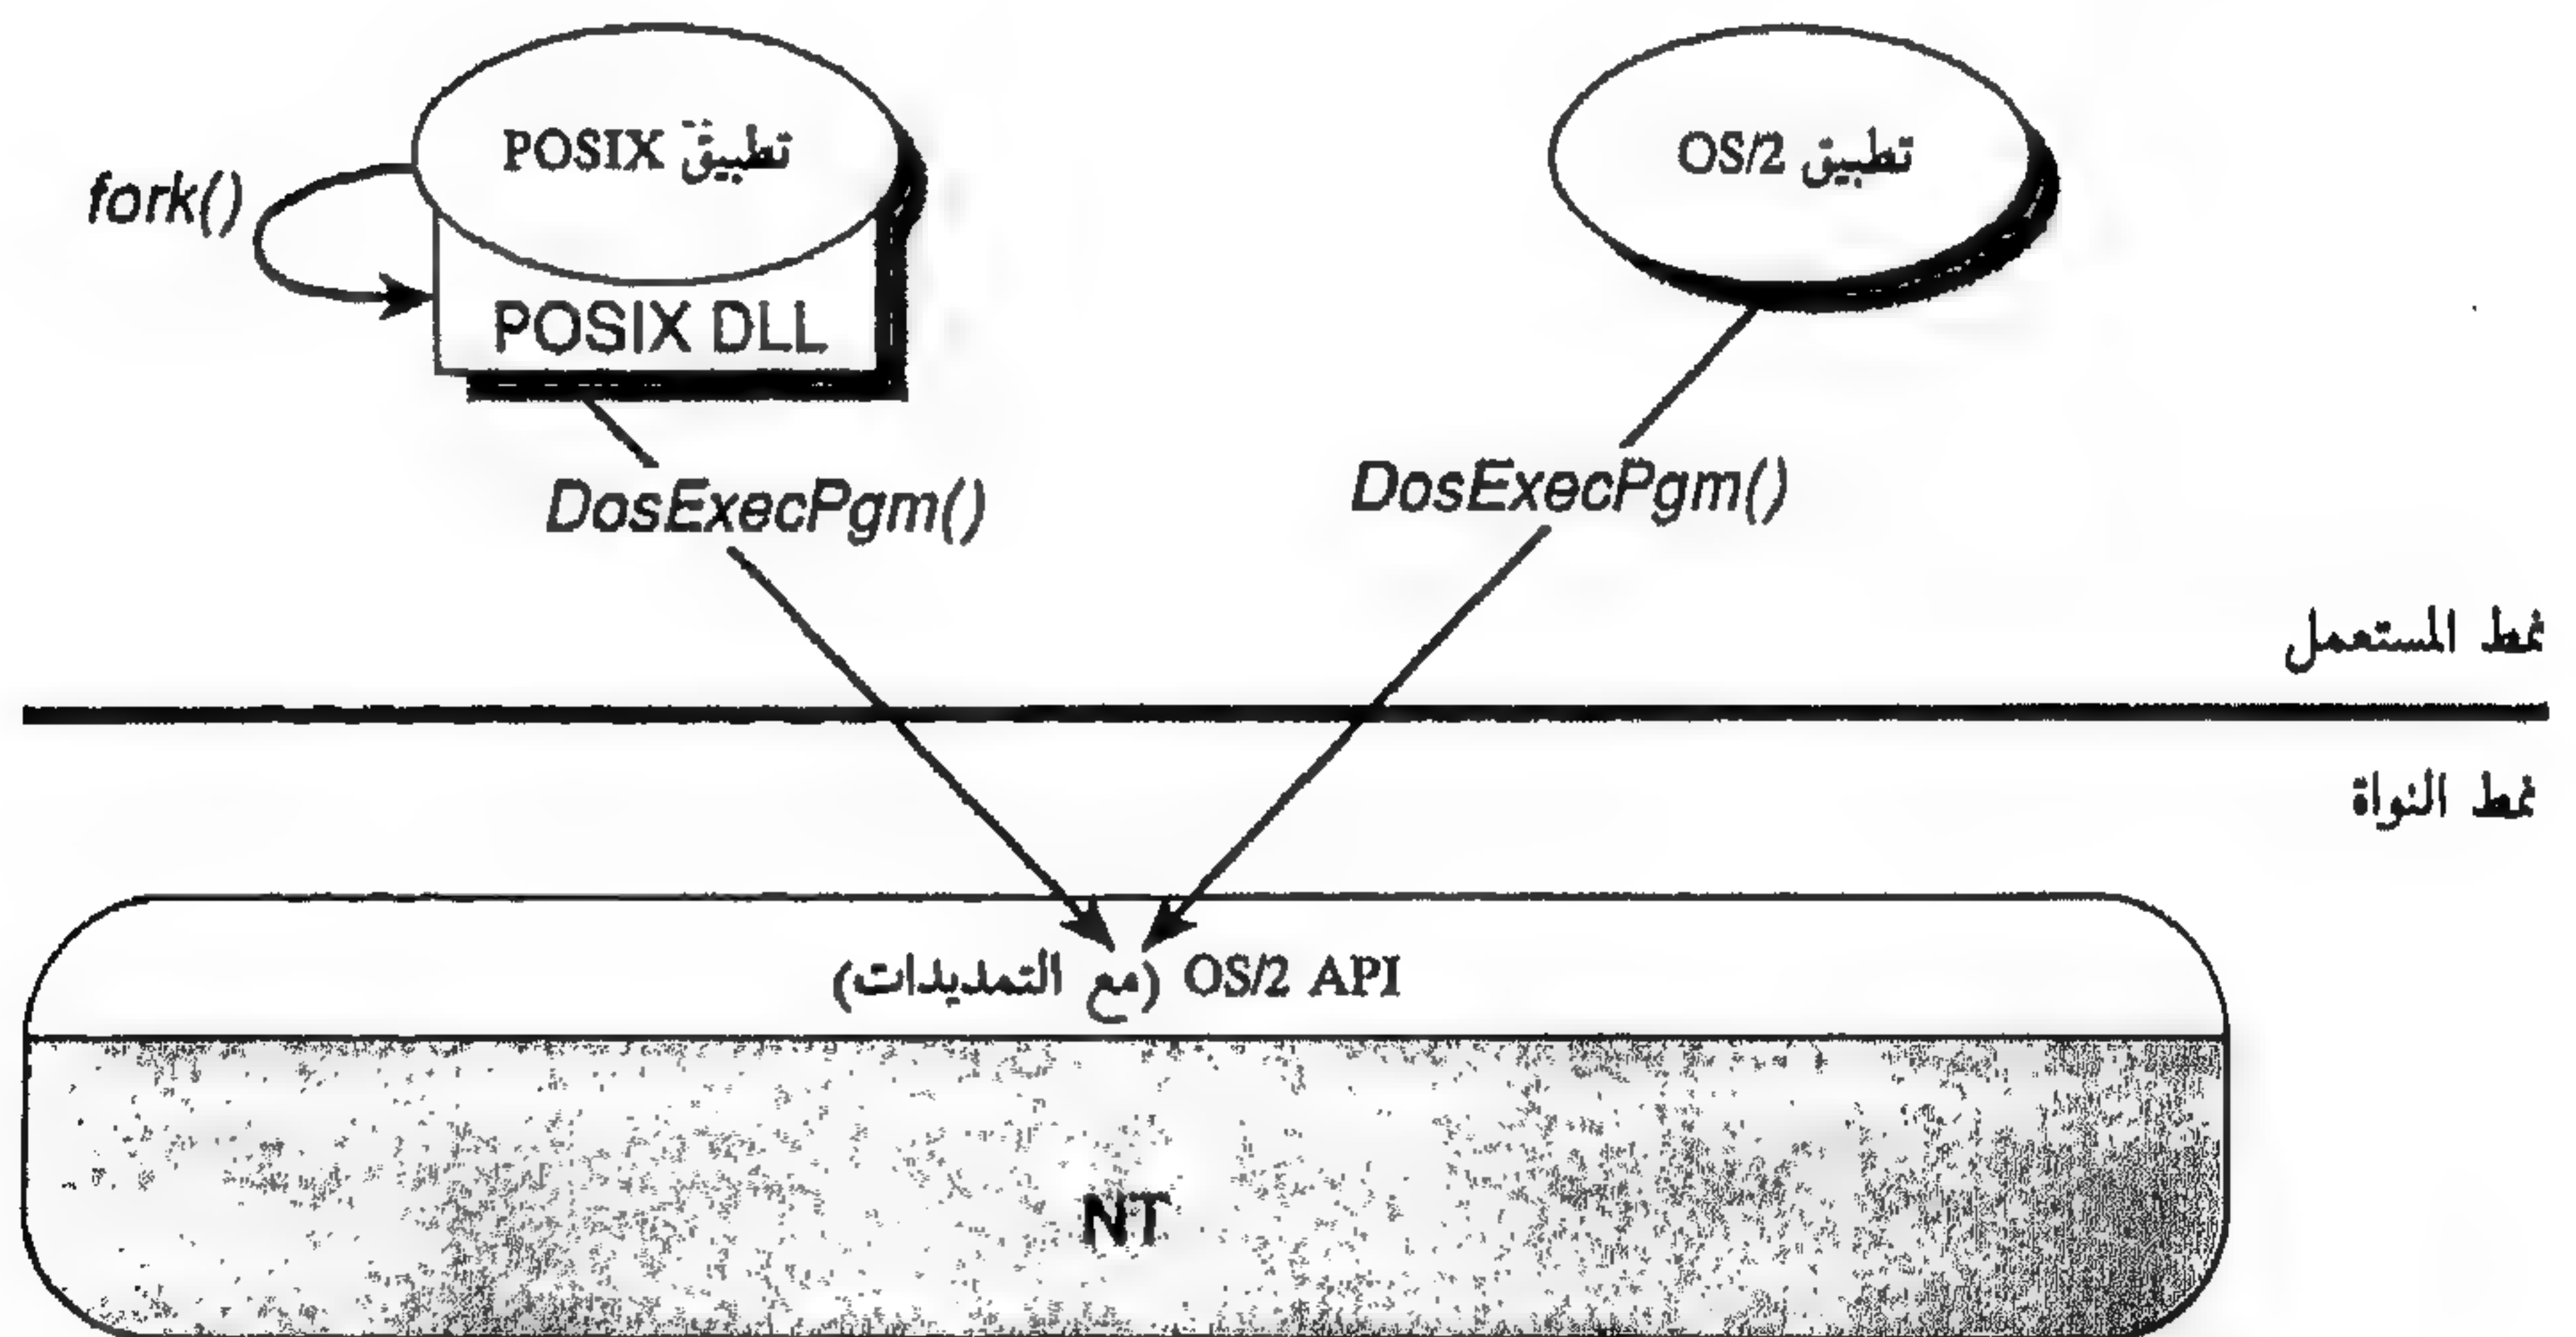 تطبيق POSIX
تطبيق OS/2
fork()
POSIX DLL
DosExecPgm()
DosExecPgm()
نمط المستعمل
نمط النواة
OS/2 API (مع التمديدات)
NT